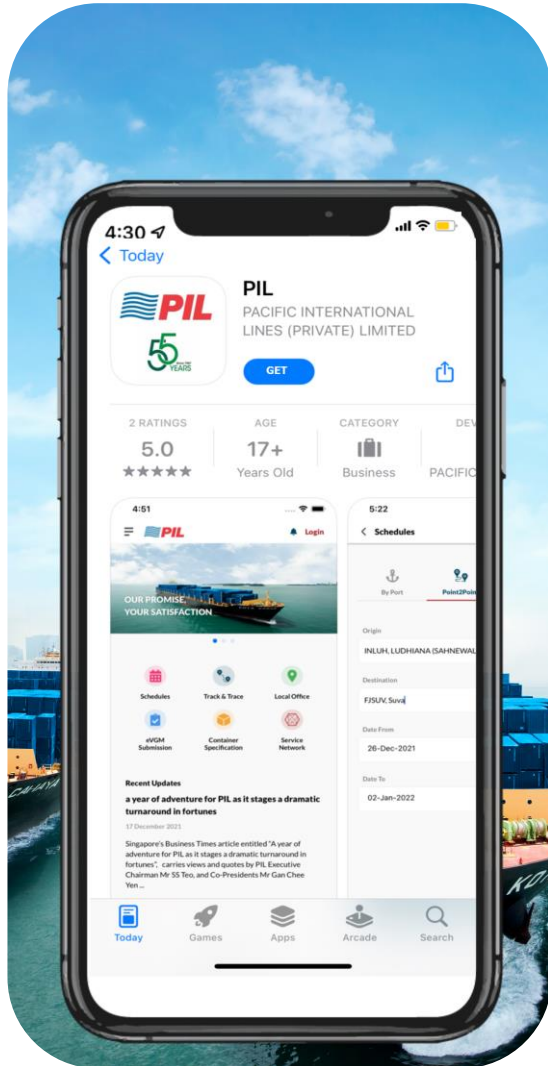 4:30
Today
PIL
55
YEARS
PIL
PACIFIC INTERNATIONAL
LINES (PRIVATE) LIMITED
GET
2 RATINGS
5.0
★★★★★
AGE
17+
Years Old
CATEGORY
Business
DEV
PACIFIC
4:51
PIL
Login
OUR PROMISE,
YOUR SATISFACTION
Schedules
Track & Trace
Local Office
eVGM
Submission
Container
Specification
Service
Network
Recent Updates
a year of adventure for PIL as it stages a dramatic
turnaround in fortunes
17 December 2021
Singapore's Business Times article entitled "A year of
adventure for PIL as it stages a dramatic turnaround in
fortunes", carries views and quotes by PIL Executive
Chairman Mr SS Teo, and Co-Presidents Mr Gan Chee
Yen ...
5:22
Schedules
By Port
Point2Poin
Origin
INLUH, LUDHIANA (SAHNEWAL
Destination
FJSUV, Suva
Date From
26-Dec-2021
Date To
02-Jan-2022
Today
Games
Apps
Arcade
Search